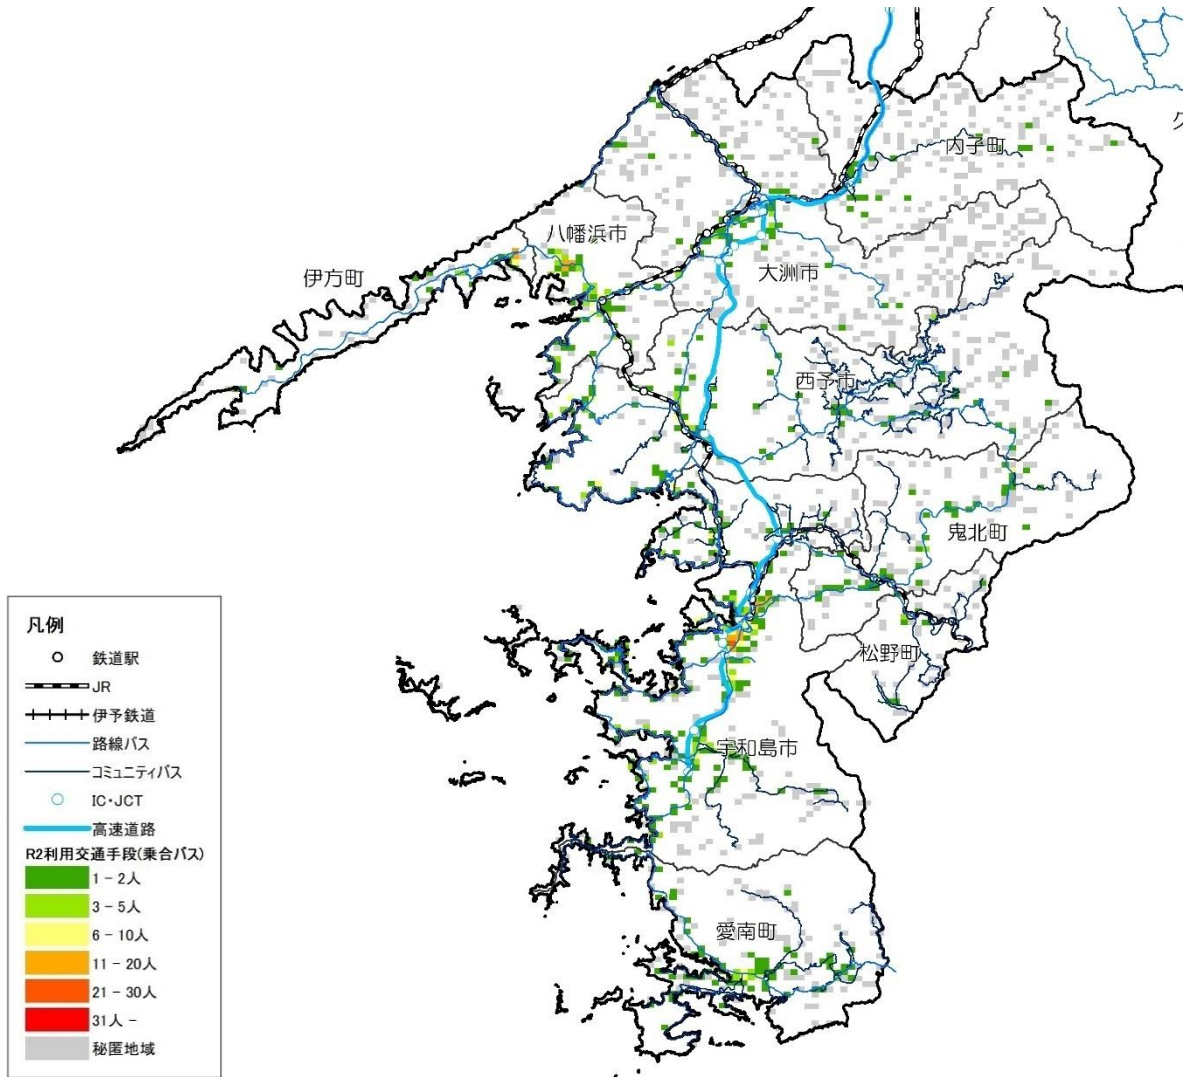 内子町
八幡浜市
伊方町
大洲市
西予市
鬼北町
松野町
宇和島市
愛南町
凡例
鉄道駅
JR
伊予鉄道
路線バス
コミュニティバス
IC・JCT
高速道路
R2利用交通手段(乗合バス)
1 - 2人
3 - 5人
6 - 10人
11 - 20人
21 - 30人
31人 -
秘匿地域